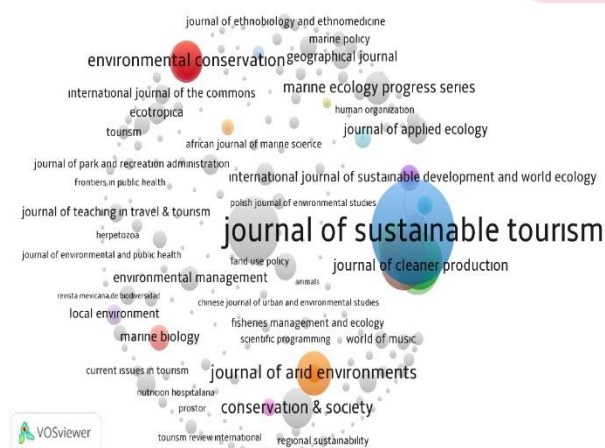 journal of ethnobiology and ethnomedicine
marine policy
environmental conservation
geographical journal
international journal of the commons
marine ecology progress series
ecotropica
human organization
tourism
journal of applied ecology
african journal of marine science
journal of park and recreation administration
international journal of sustainable development and world ecology
frontiers in public health
polish journal of environmental studies
journal of teaching in travel & tourism
journal of sustainable tourism
herpetozoa
journal of environmental and public health
land use policy
journal of cleaner production
environmental management
animals
revista mexicana de biodiversidad
chinese journal of urban and environmental studies
local environment
fisheries management and ecology
marine biology
scientific programming
world of music
current issues in tourism
journal of arid environments
nutricion hospitalaria
prostor
conservation & society
tourism review international
regional sustainability
VOSviewer